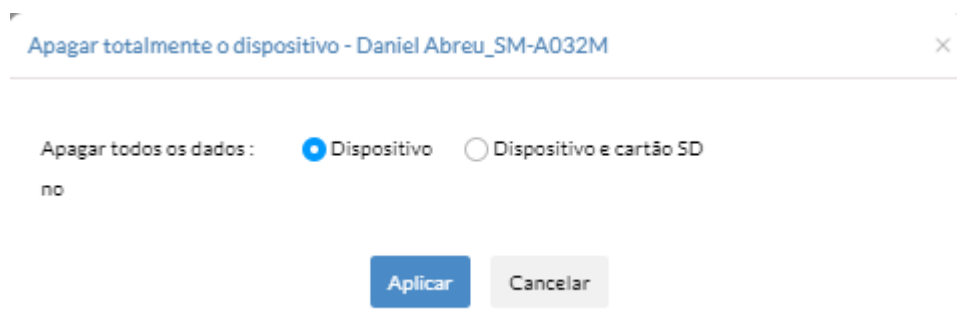 Apagar totalmente o dispositivo - Daniel Abreu_SM-A032M
Apagar todos os dados : Dispositivo Dispositivo e cartão SD
no
Aplicar Cancelar